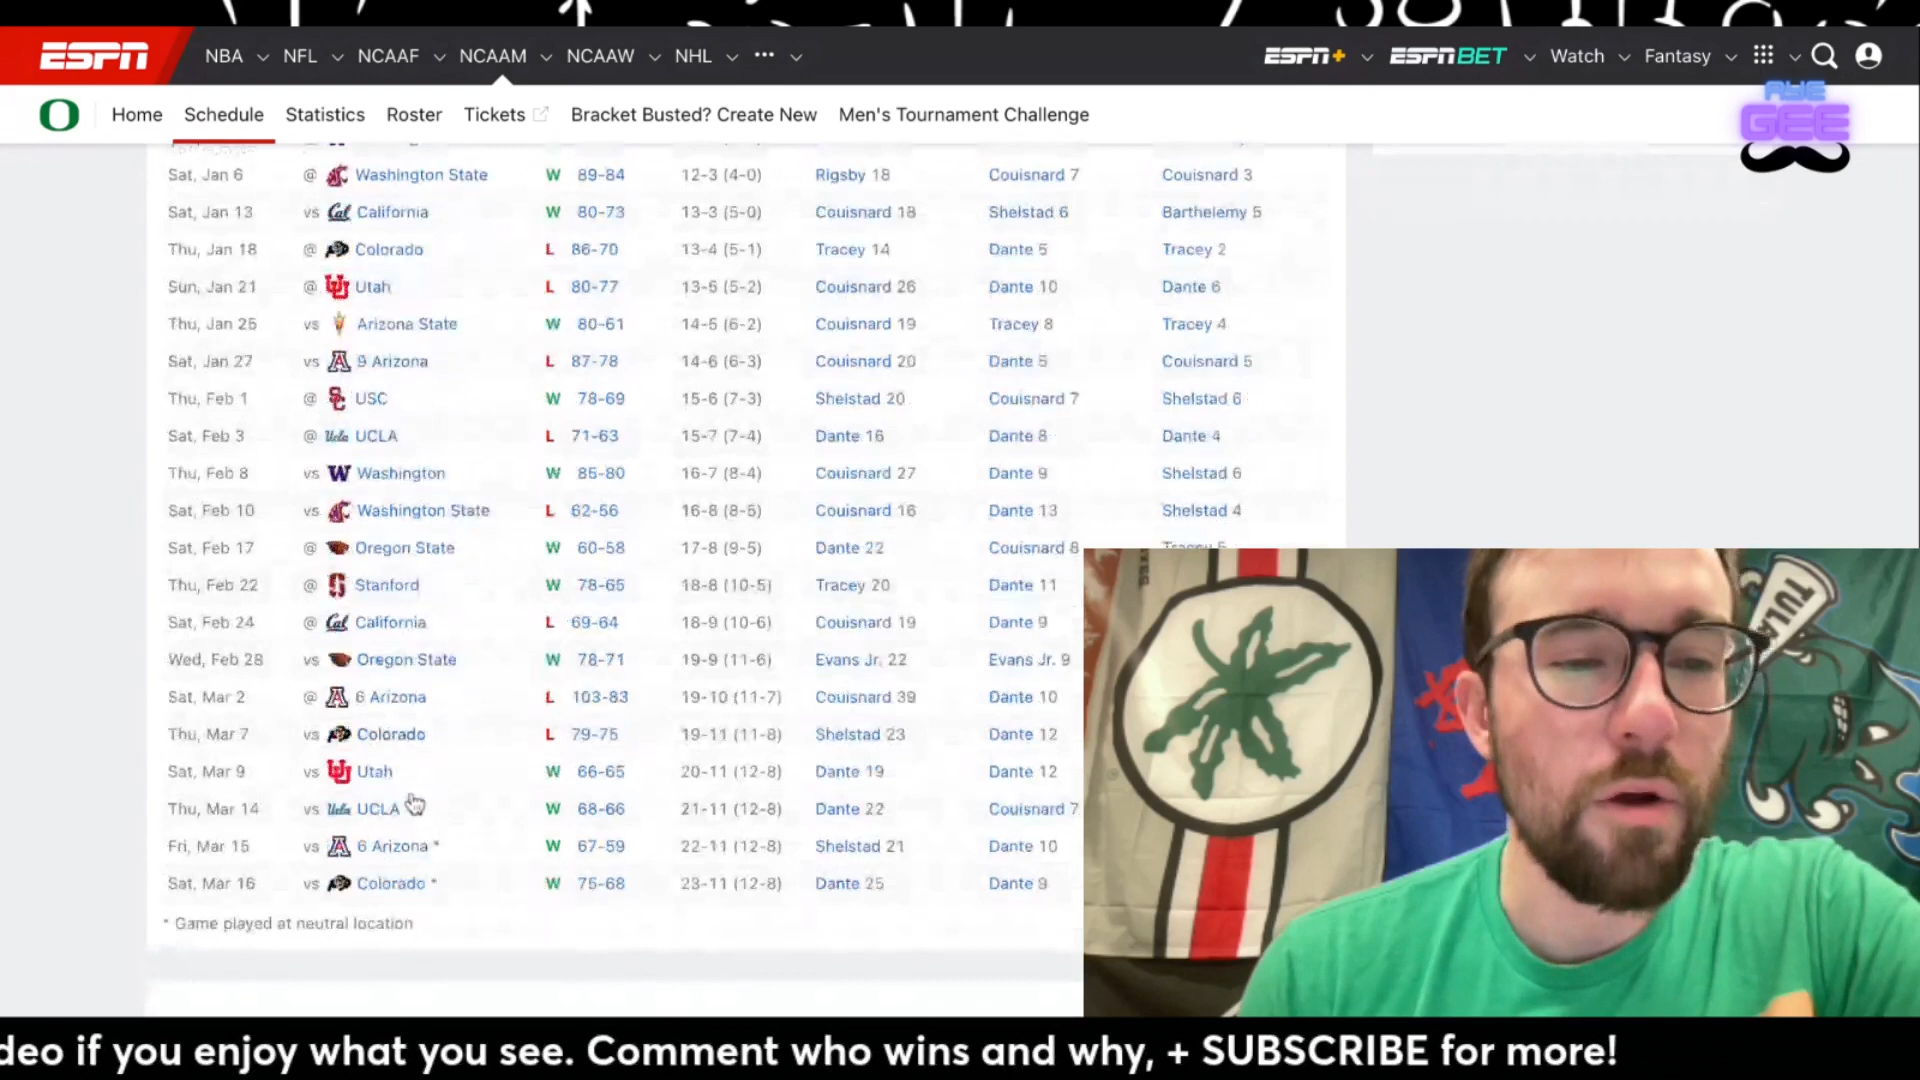 ESPN NBA NFL NCAAF NCAAM NCAAW NHL ••• ESPN+ ESPN BET Watch Fantasy
O Home Schedule Statistics Roster Tickets Bracket Busted? Create New Men's Tournament Challenge
AYE
GEE
Sat, Jan 6 @ Washington State W 89-84 12-3 (4-0) Rigsby 18 Couisnard 7 Couisnard 3
Sat, Jan 13 vs Cal California W 80-73 13-3 (5-0) Couisnard 18 Shelstad 6 Barthelemy 5
Thu, Jan 18 @ Colorado L 86-70 13-4 (5-1) Tracey 14 Dante 5 Tracey 2
Sun, Jan 21 @ Utah L 80-77 13-5 (5-2) Couisnard 26 Dante 10 Dante 6
Thu, Jan 25 vs Arizona State W 80-61 14-5 (6-2) Couisnard 19 Tracey 8 Tracey 4
Sat, Jan 27 vs A 9 Arizona L 87-78 14-6 (6-3) Couisnard 20 Dante 5 Couisnard 5
Thu, Feb 1 @ SC USC W 78-69 15-6 (7-3) Shelstad 20 Couisnard 7 Shelstad 6
Sat, Feb 3 @ Ucla UCLA L 71-63 15-7 (7-4) Dante 16 Dante 8 Dante 4
Thu, Feb 8 vs W Washington W 85-80 16-7 (8-4) Couisnard 27 Dante 9 Shelstad 6
Sat, Feb 10 vs Washington State L 62-56 16-8 (8-5) Couisnard 16 Dante 13 Shelstad 4
Sat, Feb 17 @ Oregon State W 60-58 17-8 (9-5) Dante 22 Couisnard 8 Tracey 5
Thu, Feb 22 @ S Stanford W 78-65 18-8 (10-5) Tracey 20 Dante 11
Sat, Feb 24 @ Cal California L 69-64 18-9 (10-6) Couisnard 19 Dante 9
Wed, Feb 28 vs Oregon State W 78-71 19-9 (11-6) Evans Jr. 22 Evans Jr. 9
Sat, Mar 2 @ A 6 Arizona L 103-83 19-10 (11-7) Couisnard 39 Dante 10
Thu, Mar 7 vs Colorado L 79-75 19-11 (11-8) Shelstad 23 Dante 12
Sat, Mar 9 vs Utah W 66-65 20-11 (12-8) Dante 19 Dante 12
Thu, Mar 14 vs Ucla UCLA W 68-66 21-11 (12-8) Dante 22 Couisnard 7
Fri, Mar 15 vs A 6 Arizona * W 67-59 22-11 (12-8) Shelstad 21 Dante 10
Sat, Mar 16 vs Colorado * W 75-68 23-11 (12-8) Dante 25 Dante 9
* Game played at neutral location
TULA
deo if you enjoy what you see. Comment who wins and why, + SUBSCRIBE for more!